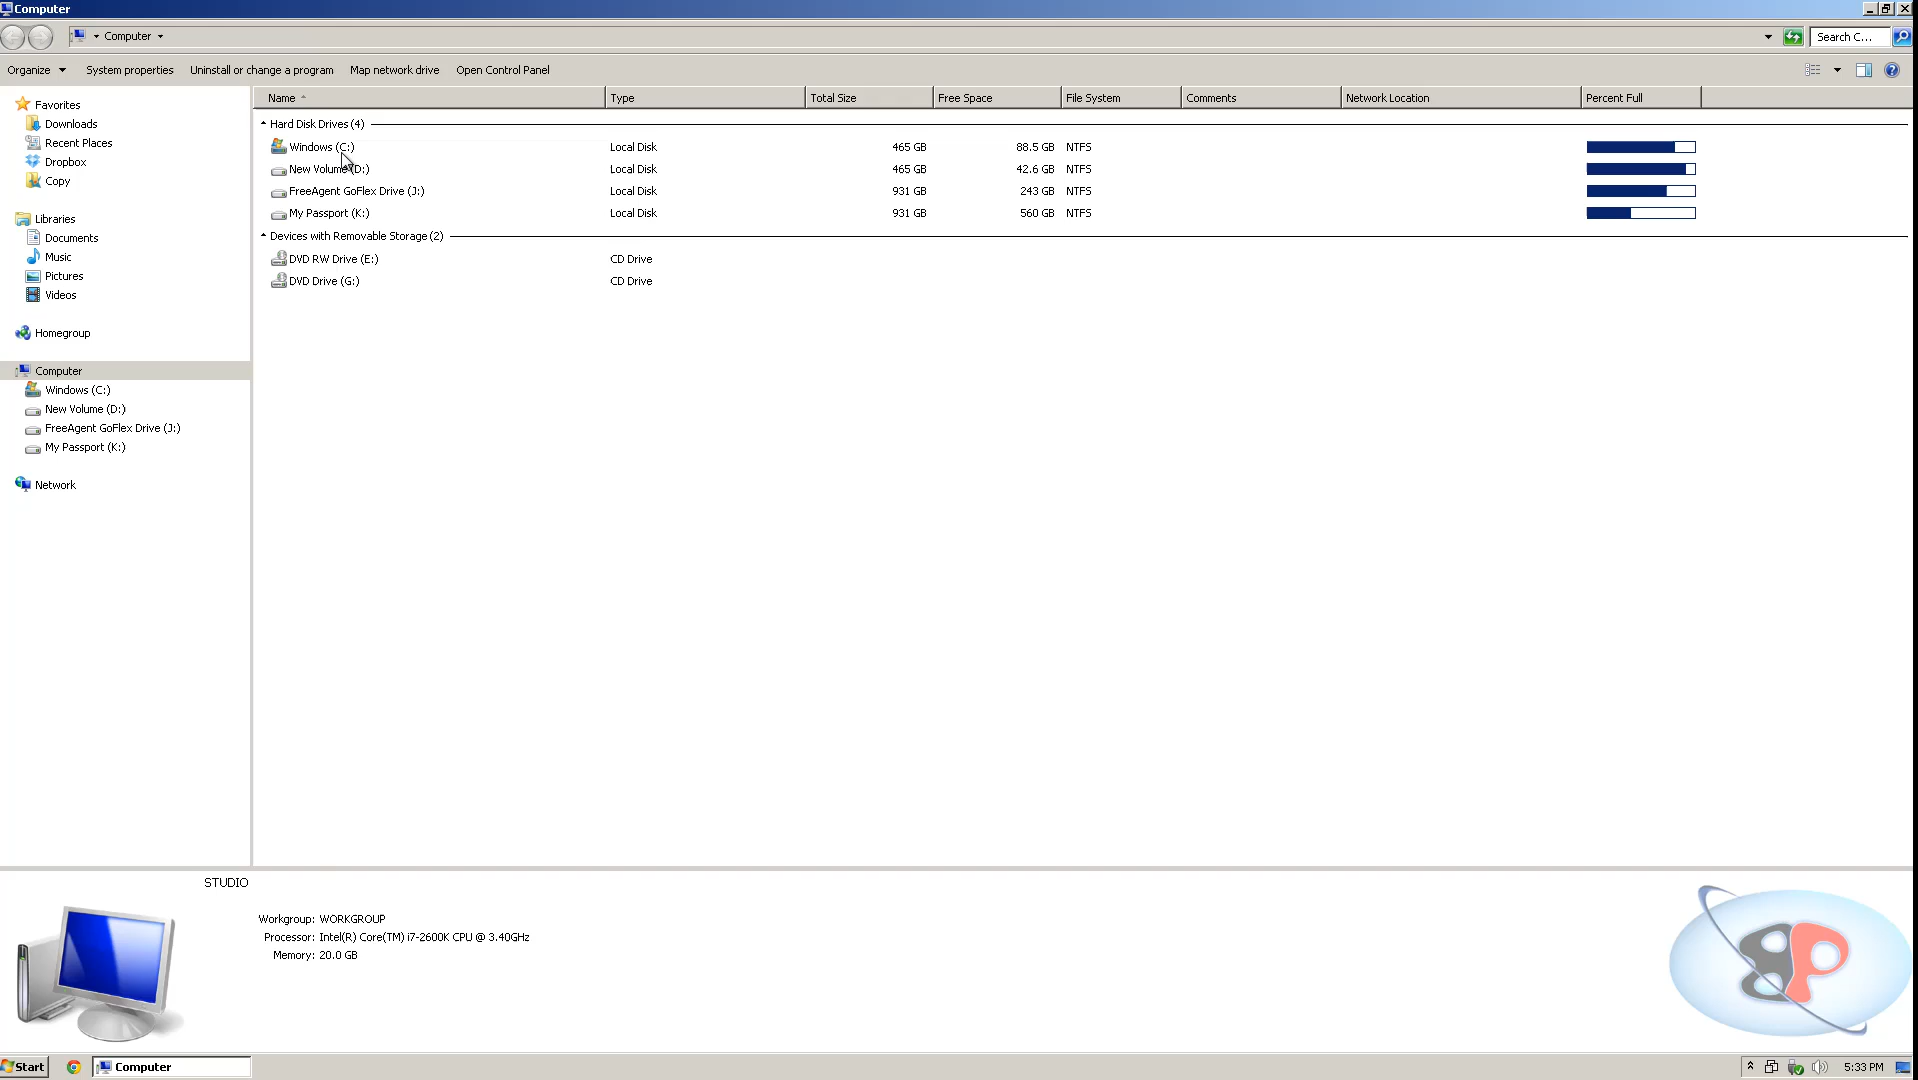 Computer
Computer
Search C...
Organize System properties Uninstall or change a program Map network drive Open Control Panel
Favorites
Downloads
Recent Places
Dropbox
Copy
Libraries
Documents
Music
Pictures
Videos
Homegroup
Computer
Windows (C:)
New Volume (D:)
FreeAgent GoFlex Drive (J:)
My Passport (K:)
Network
Name Type Total Size Free Space File System Comments Network Location Percent Full
Hard Disk Drives (4)
Windows (C:) Local Disk 465 GB 88.5 GB NTFS
New Volume (D:) Local Disk 465 GB 42.6 GB NTFS
FreeAgent GoFlex Drive (J:) Local Disk 931 GB 243 GB NTFS
My Passport (K:) Local Disk 931 GB 560 GB NTFS
Devices with Removable Storage (2)
DVD RW Drive (E:) CD Drive
DVD Drive (G:) CD Drive
STUDIO
Workgroup: WORKGROUP
Processor: Intel(R) Core(TM) i7-2600K CPU @ 3.40GHz
Memory: 20.0 GB
BP
Start Computer 5:33 PM